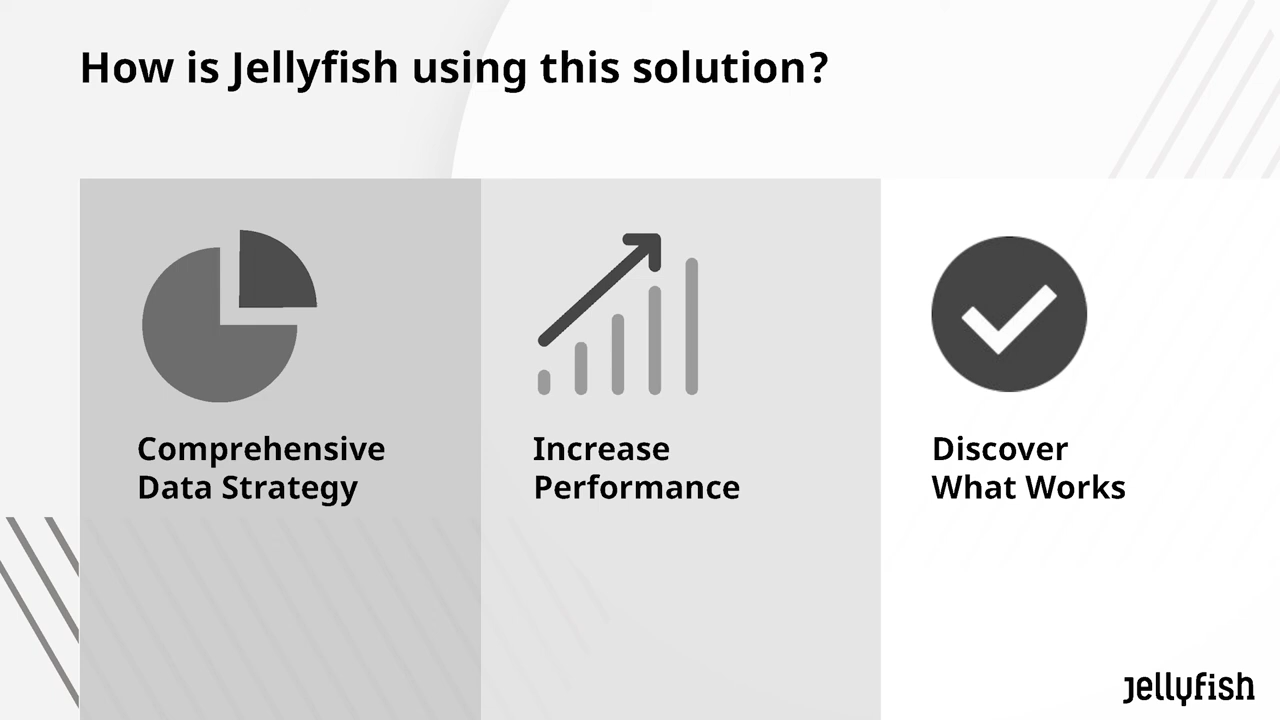 How is Jellyfish using this solution?
Comprehensive
Data Strategy
Increase
Performance
Discover
What Works
jellyfish